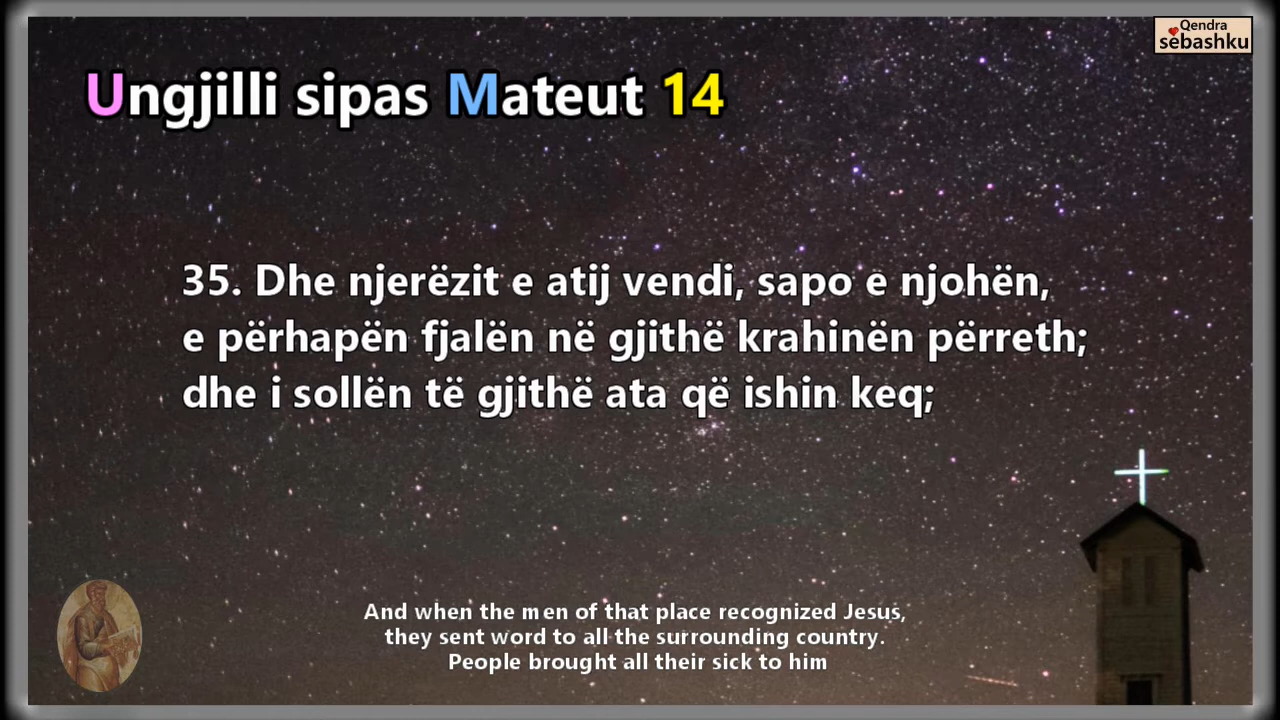 Qendra
sebashku
Ungjilli sipas Mateut 14
35. Dhe njerëzit e atij vendi, sapo e njohën,
e përhapën fjalën në gjithë krahinën përreth;
dhe i sollën të gjithë ata që ishin keq;
And when the men of that place recognized Jesus,
they sent word to all the surrounding country.
People brought all their sick to him